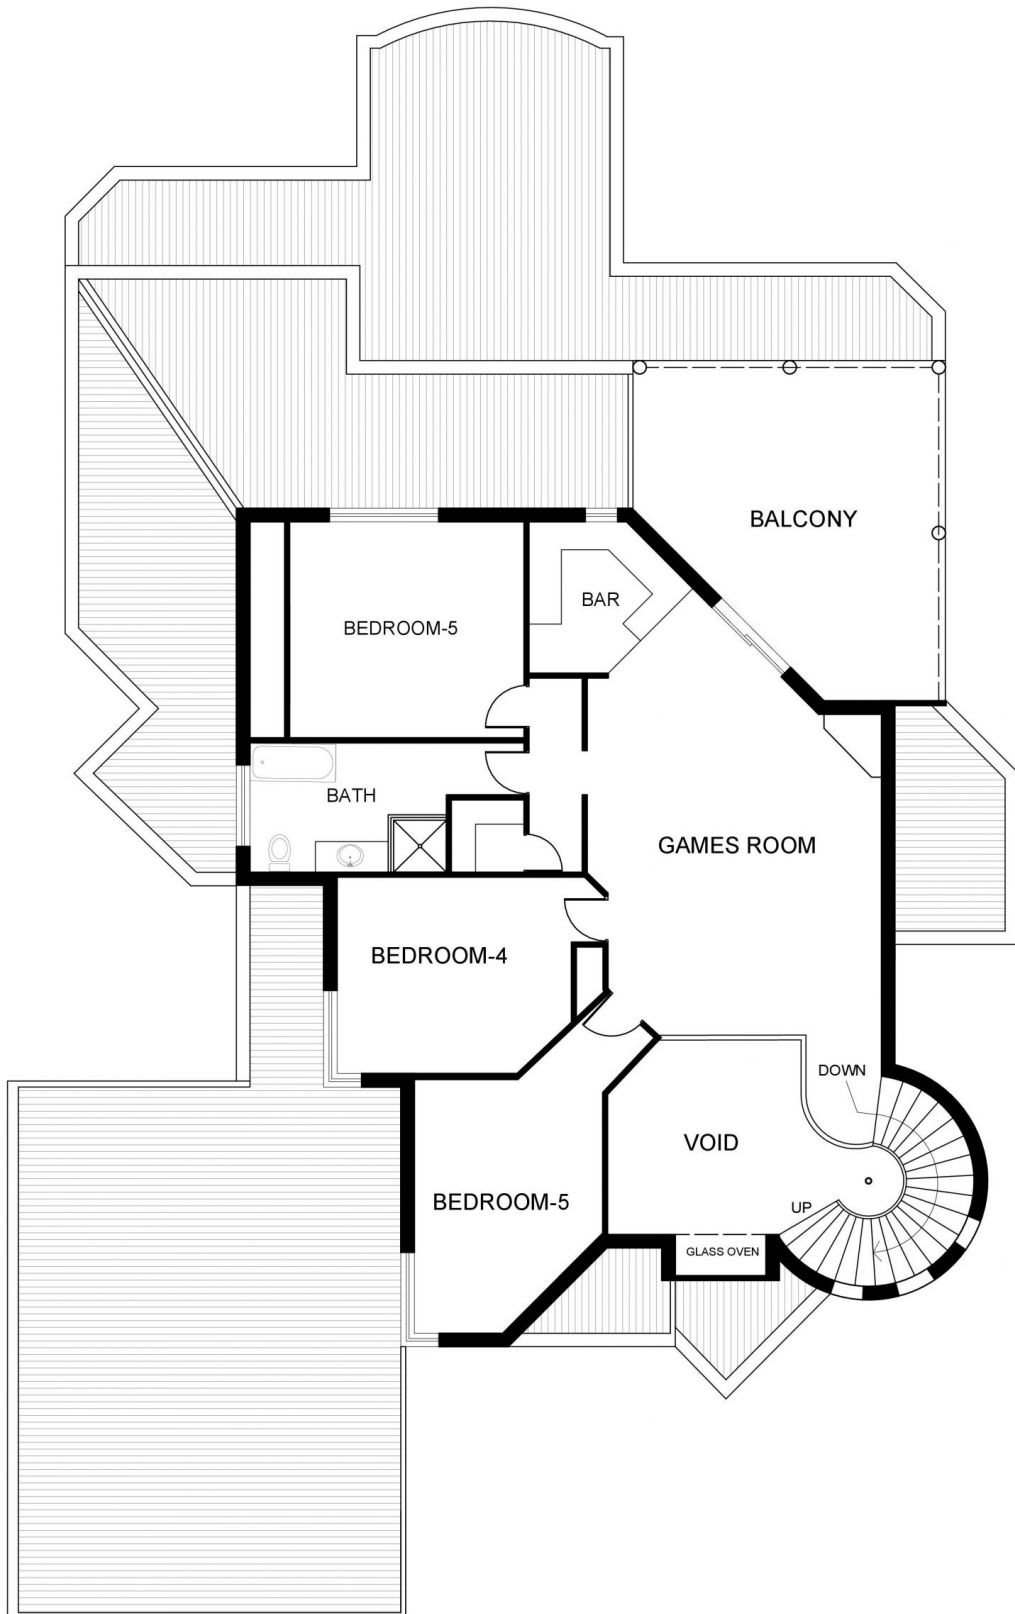 BALCONY
BAR
BEDROOM-5
BATH
GAMES ROOM
BEDROOM-4
DOWN
VOID
BEDROOM-5
UP
GLASS OVEN